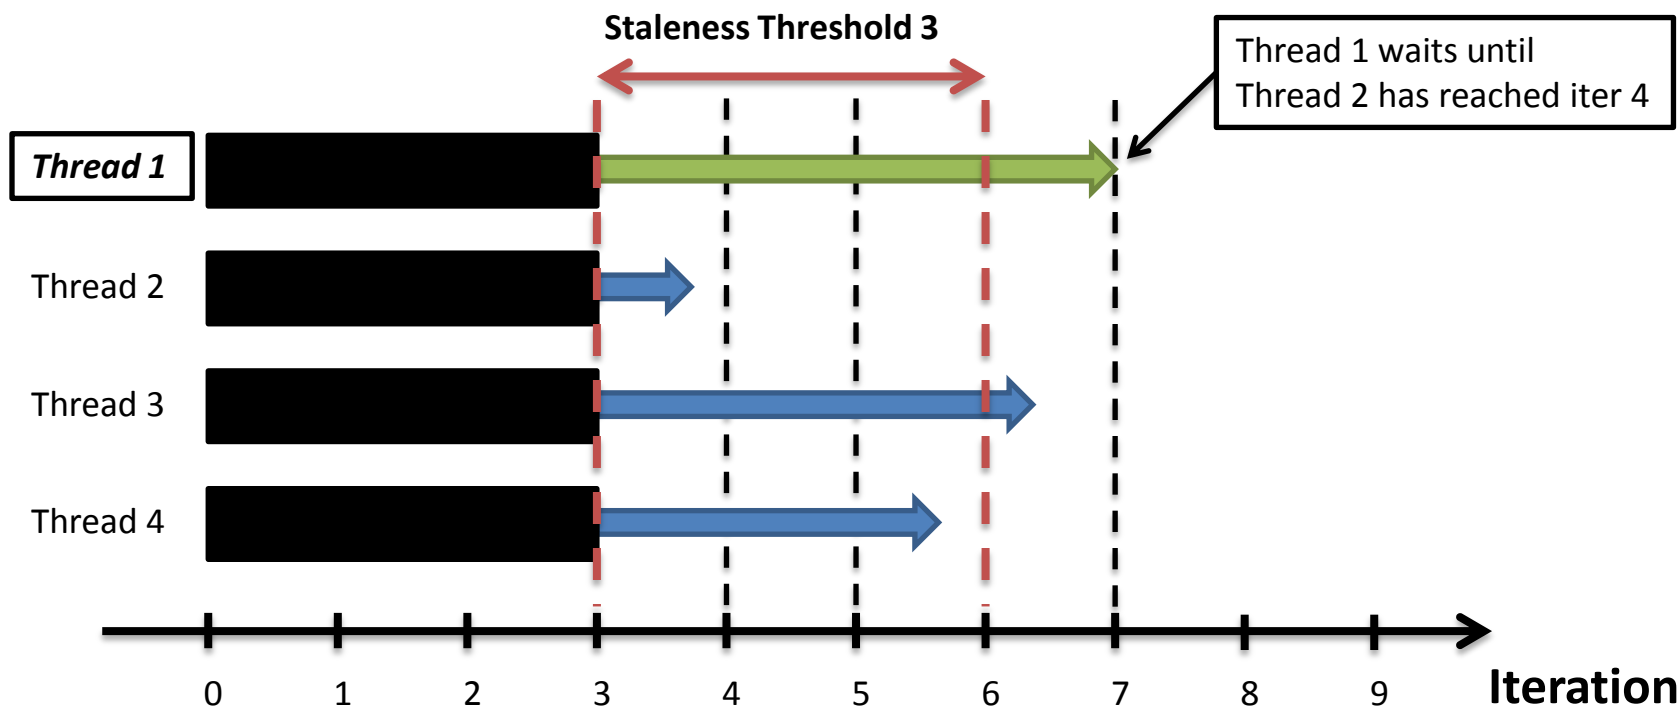 Staleness Threshold 3
Thread 1 waits until
Thread 2 has reached iter 4
Thread 1
Thread 2
Thread 3
Thread 4
0 1 2 3 4 5 6 7 8 9
Iteration